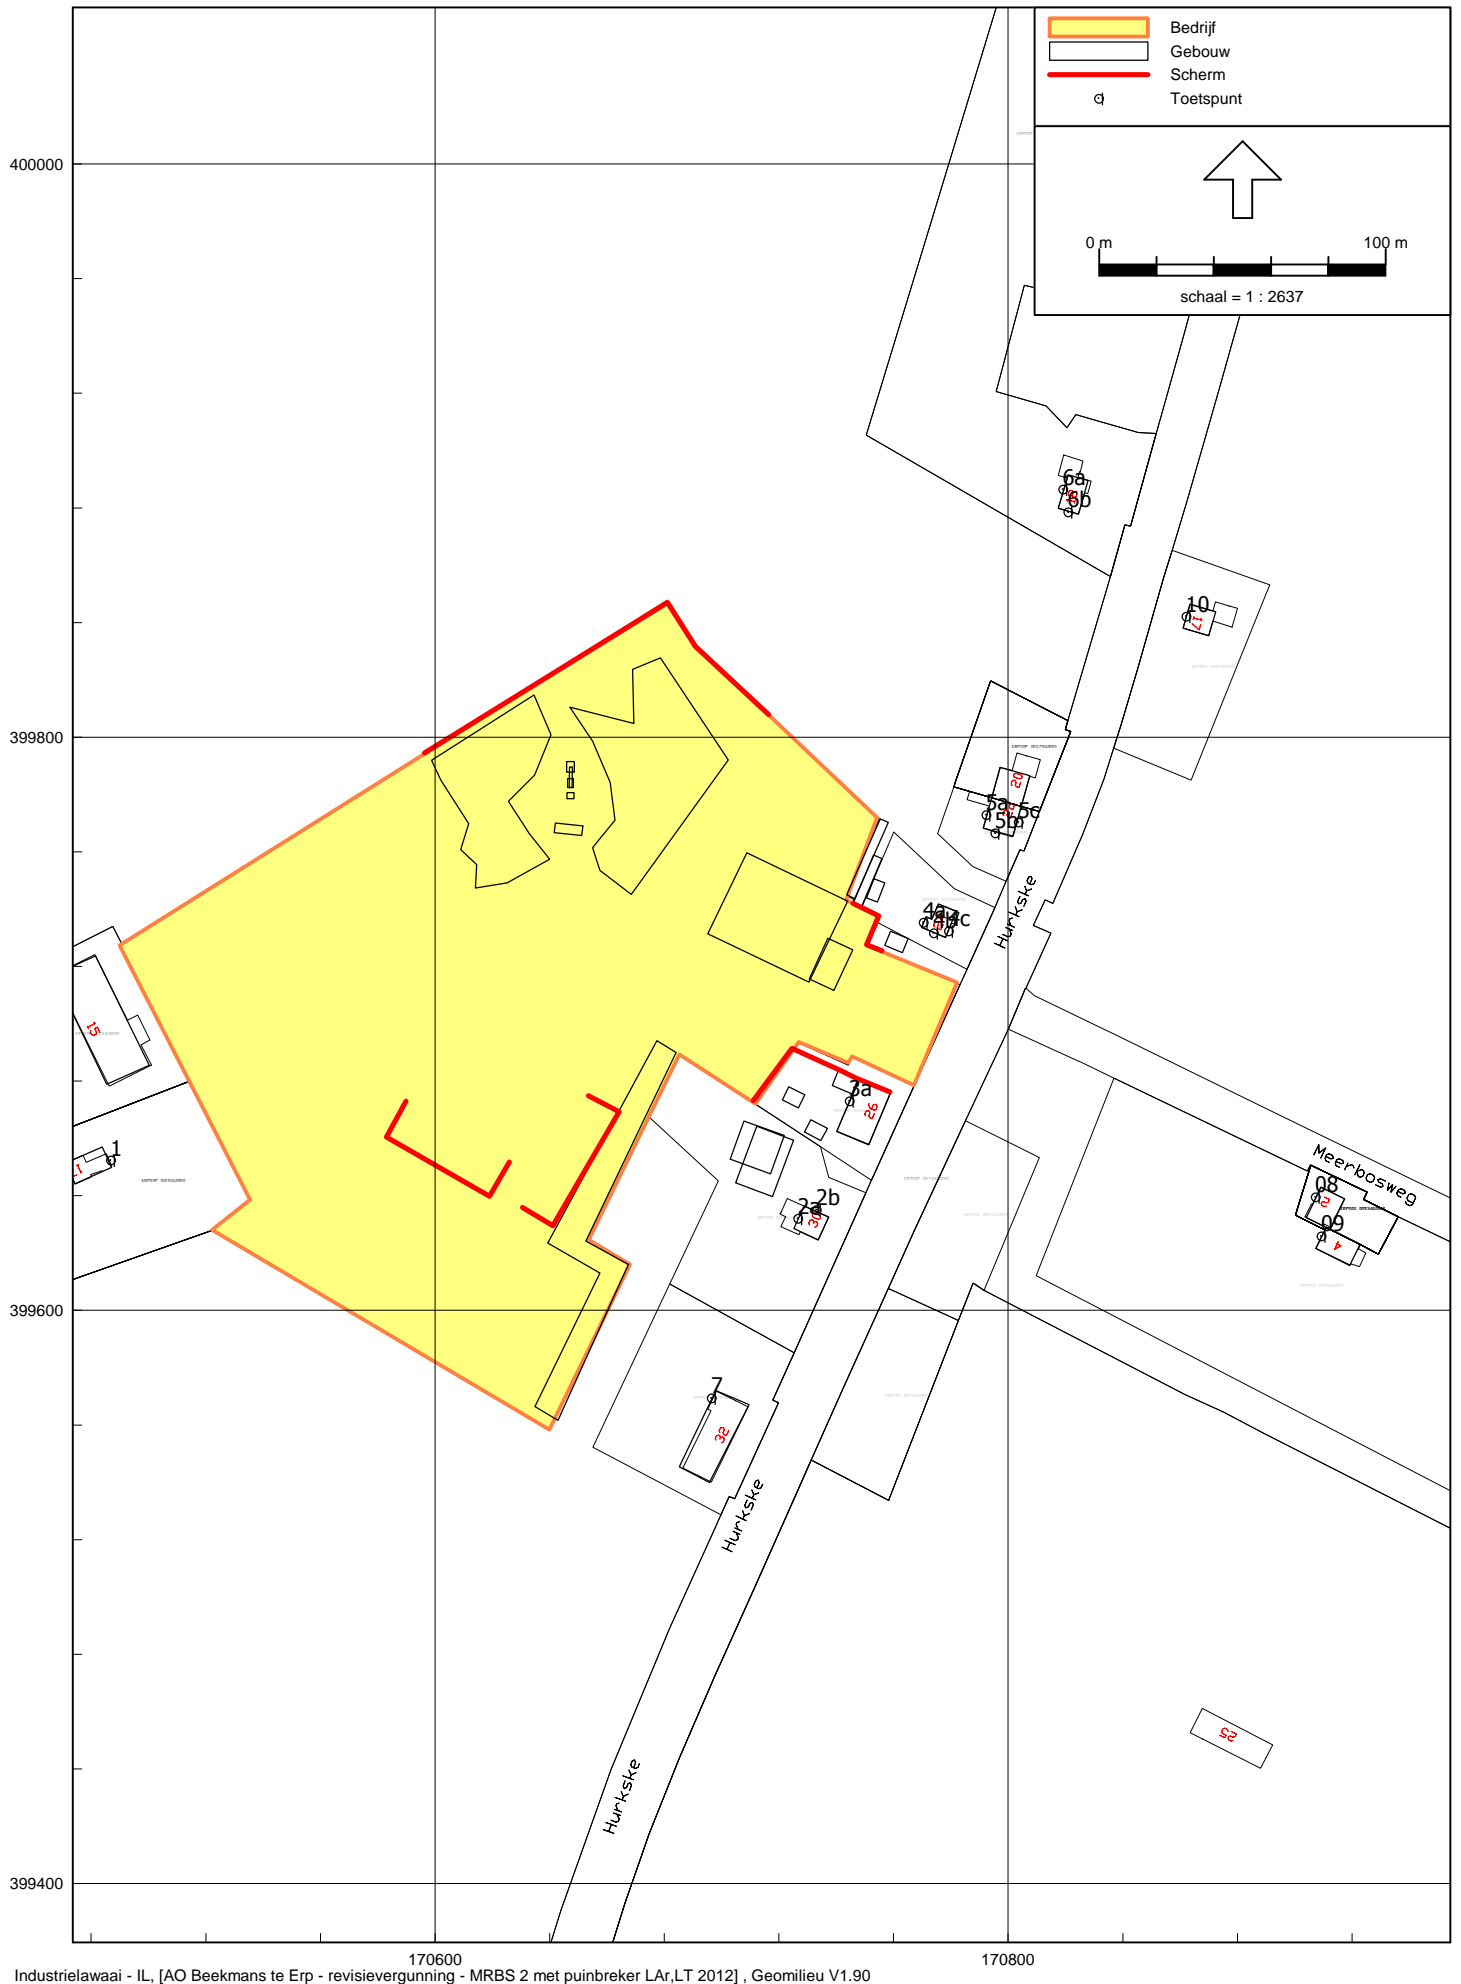 Bedrijf
Gebouw
Scherm
Toetspunt
400000
0 m
100 m
schaal = 1 : 2637
6a
6b
10
17
399800
20
5a
5c
5b
Hurkske
4a
4c
15
3a
26
Meerbosweg
1
17
08
2
2b
2a
30
09
4
399600
7
32
Hurkske
25
Hurkske
399400
170600
170800
Industrielawaai - IL, [AO Beekmans te Erp - revisievergunning - MRBS 2 met puinbreker LAr,LT 2012] , Geomilieu V1.90